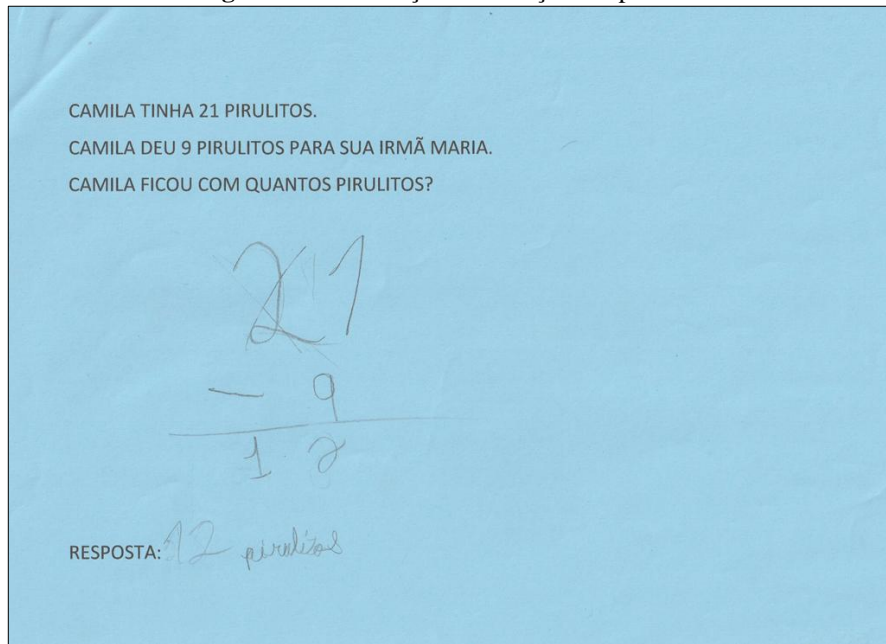 CAMILA TINHA 21 PIRULITOS.
CAMILA DEU 9 PIRULITOS PARA SUA IRMÃ MARIA.
CAMILA FICOU COM QUANTOS PIRULITOS?
21
- 9
12
RESPOSTA: 12 pirulitos